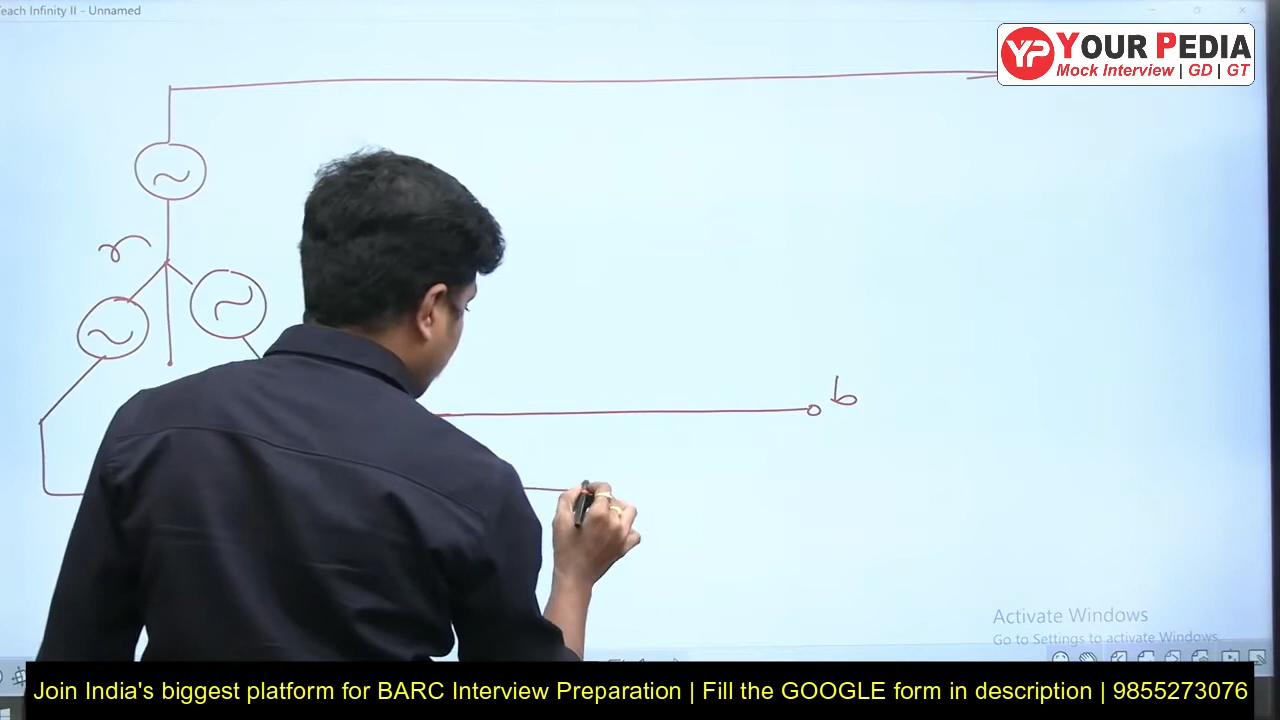 each Infinity II - Unnamed
YP YOUR PEDIA
Mock Interview | GD | GT
b
Activate Windows
Go to Settings to activate Windows.
Join India's biggest platform for BARC Interview Preparation | Fill the GOOGLE form in description | 9855273076